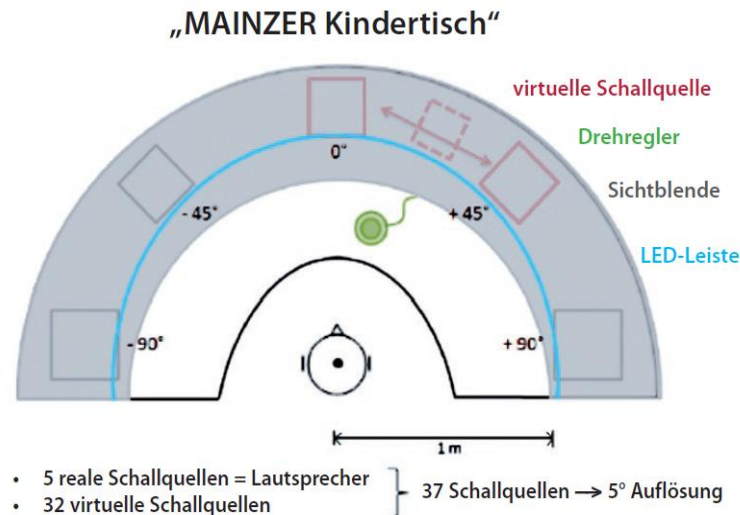 „MAINZER Kindertisch“
virtuelle Schallquelle
Drehregler
Sichtblende
LED-Leiste
0°
- 45°
+ 45°
- 90°
+ 90°
1 m
• 5 reale Schallquellen = Lautsprecher
• 32 virtuelle Schallquellen
37 Schallquellen → 5° Auflösung